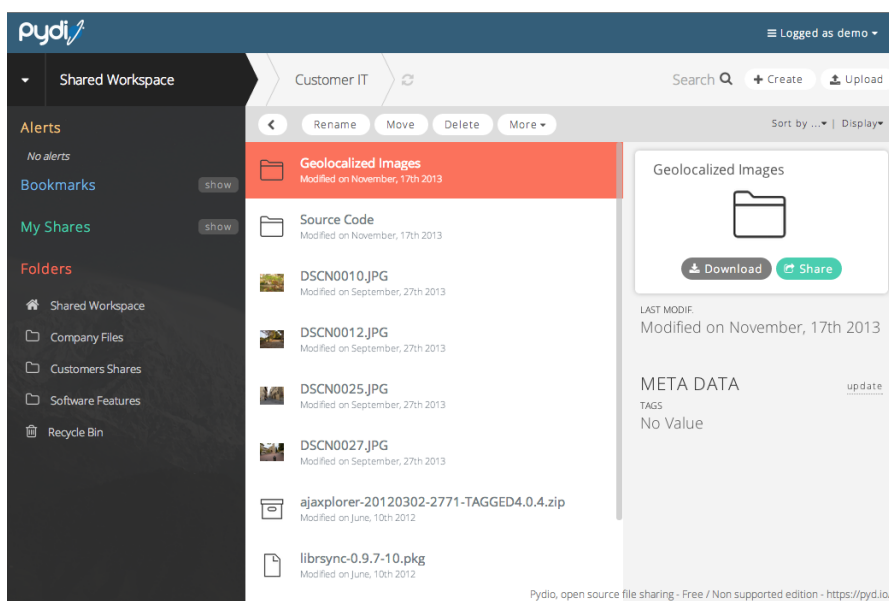 pydi
Logged as demo
Shared Workspace
Customer IT
Search
+ Create
Upload
Alerts
No alerts
Bookmarks
show
My Shares
show
Folders
Shared Workspace
Company Files
Customers Shares
Software Features
Recycle Bin
Rename
Move
Delete
More
Sort by ... | Display
Geolocalized Images
Modified on November, 17th 2013
Source Code
Modified on November, 17th 2013
DSCN0010.JPG
Modified on September, 27th 2013
DSCN0012.JPG
Modified on September, 27th 2013
DSCN0025.JPG
Modified on September, 27th 2013
DSCN0027.JPG
Modified on September, 27th 2013
ajaxplorer-20120302-2771-TAGGED4.0.4.zip
Modified on June, 10th 2012
librsync-0.9.7-10.pkg
Modified on June, 10th 2012
Geolocalized Images
Download
Share
LAST MODIF.
Modified on November, 17th 2013
META DATA
update
TAGS
No Value
Pydio, open source file sharing - Free / Non supported edition - https://pyd.io/